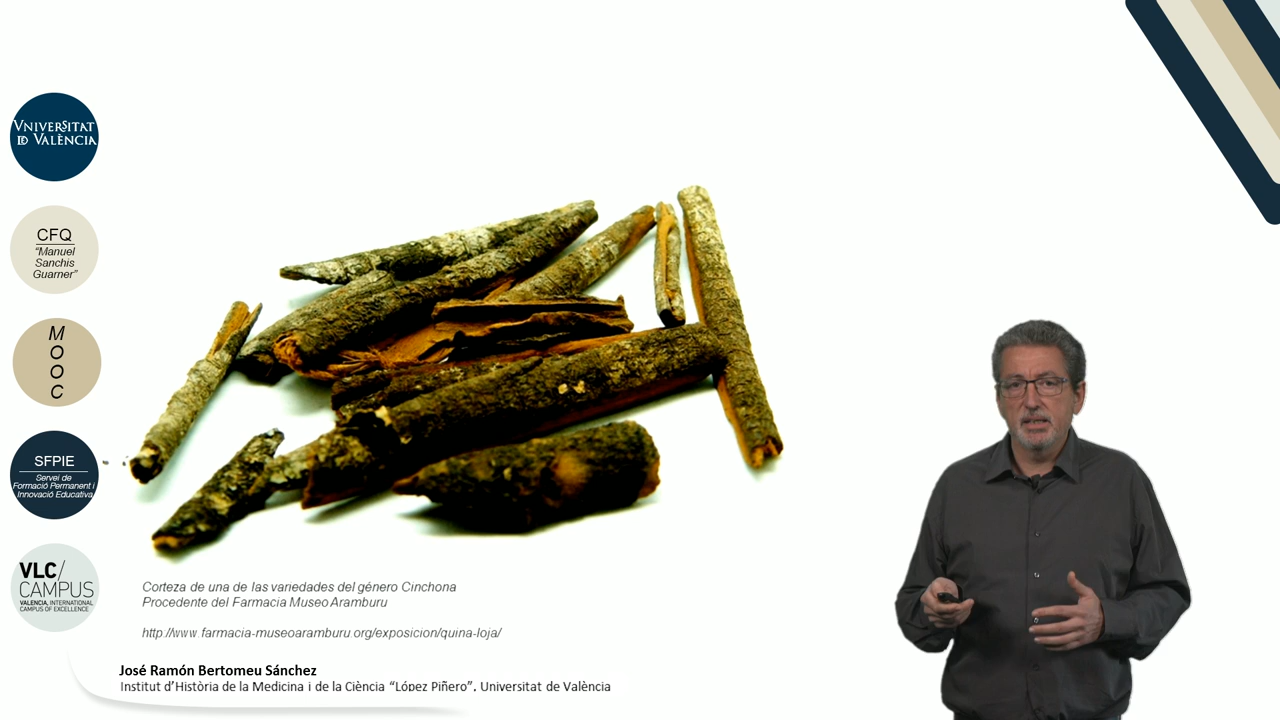 VNIVERSITAT
ID VALÈNCIA
CFQ
“Manuel
Sanchis
Guarner”
M
O
O
C
SFPIE
Servei de
Formació Permanent i
Innovació Educativa
VLC/
CAMPUS
VALENCIA, INTERNATIONAL
CAMPUS OF EXCELLENCE
Corteza de una de las variedades del género Cinchona
Procedente del Farmacia Museo Aramburu
http://www.farmacia-museoaramburu.org/exposicion/quina-loja/
José Ramón Bertomeu Sánchez
Institut d’Història de la Medicina i de la Ciència “López Piñero”. Universitat de València